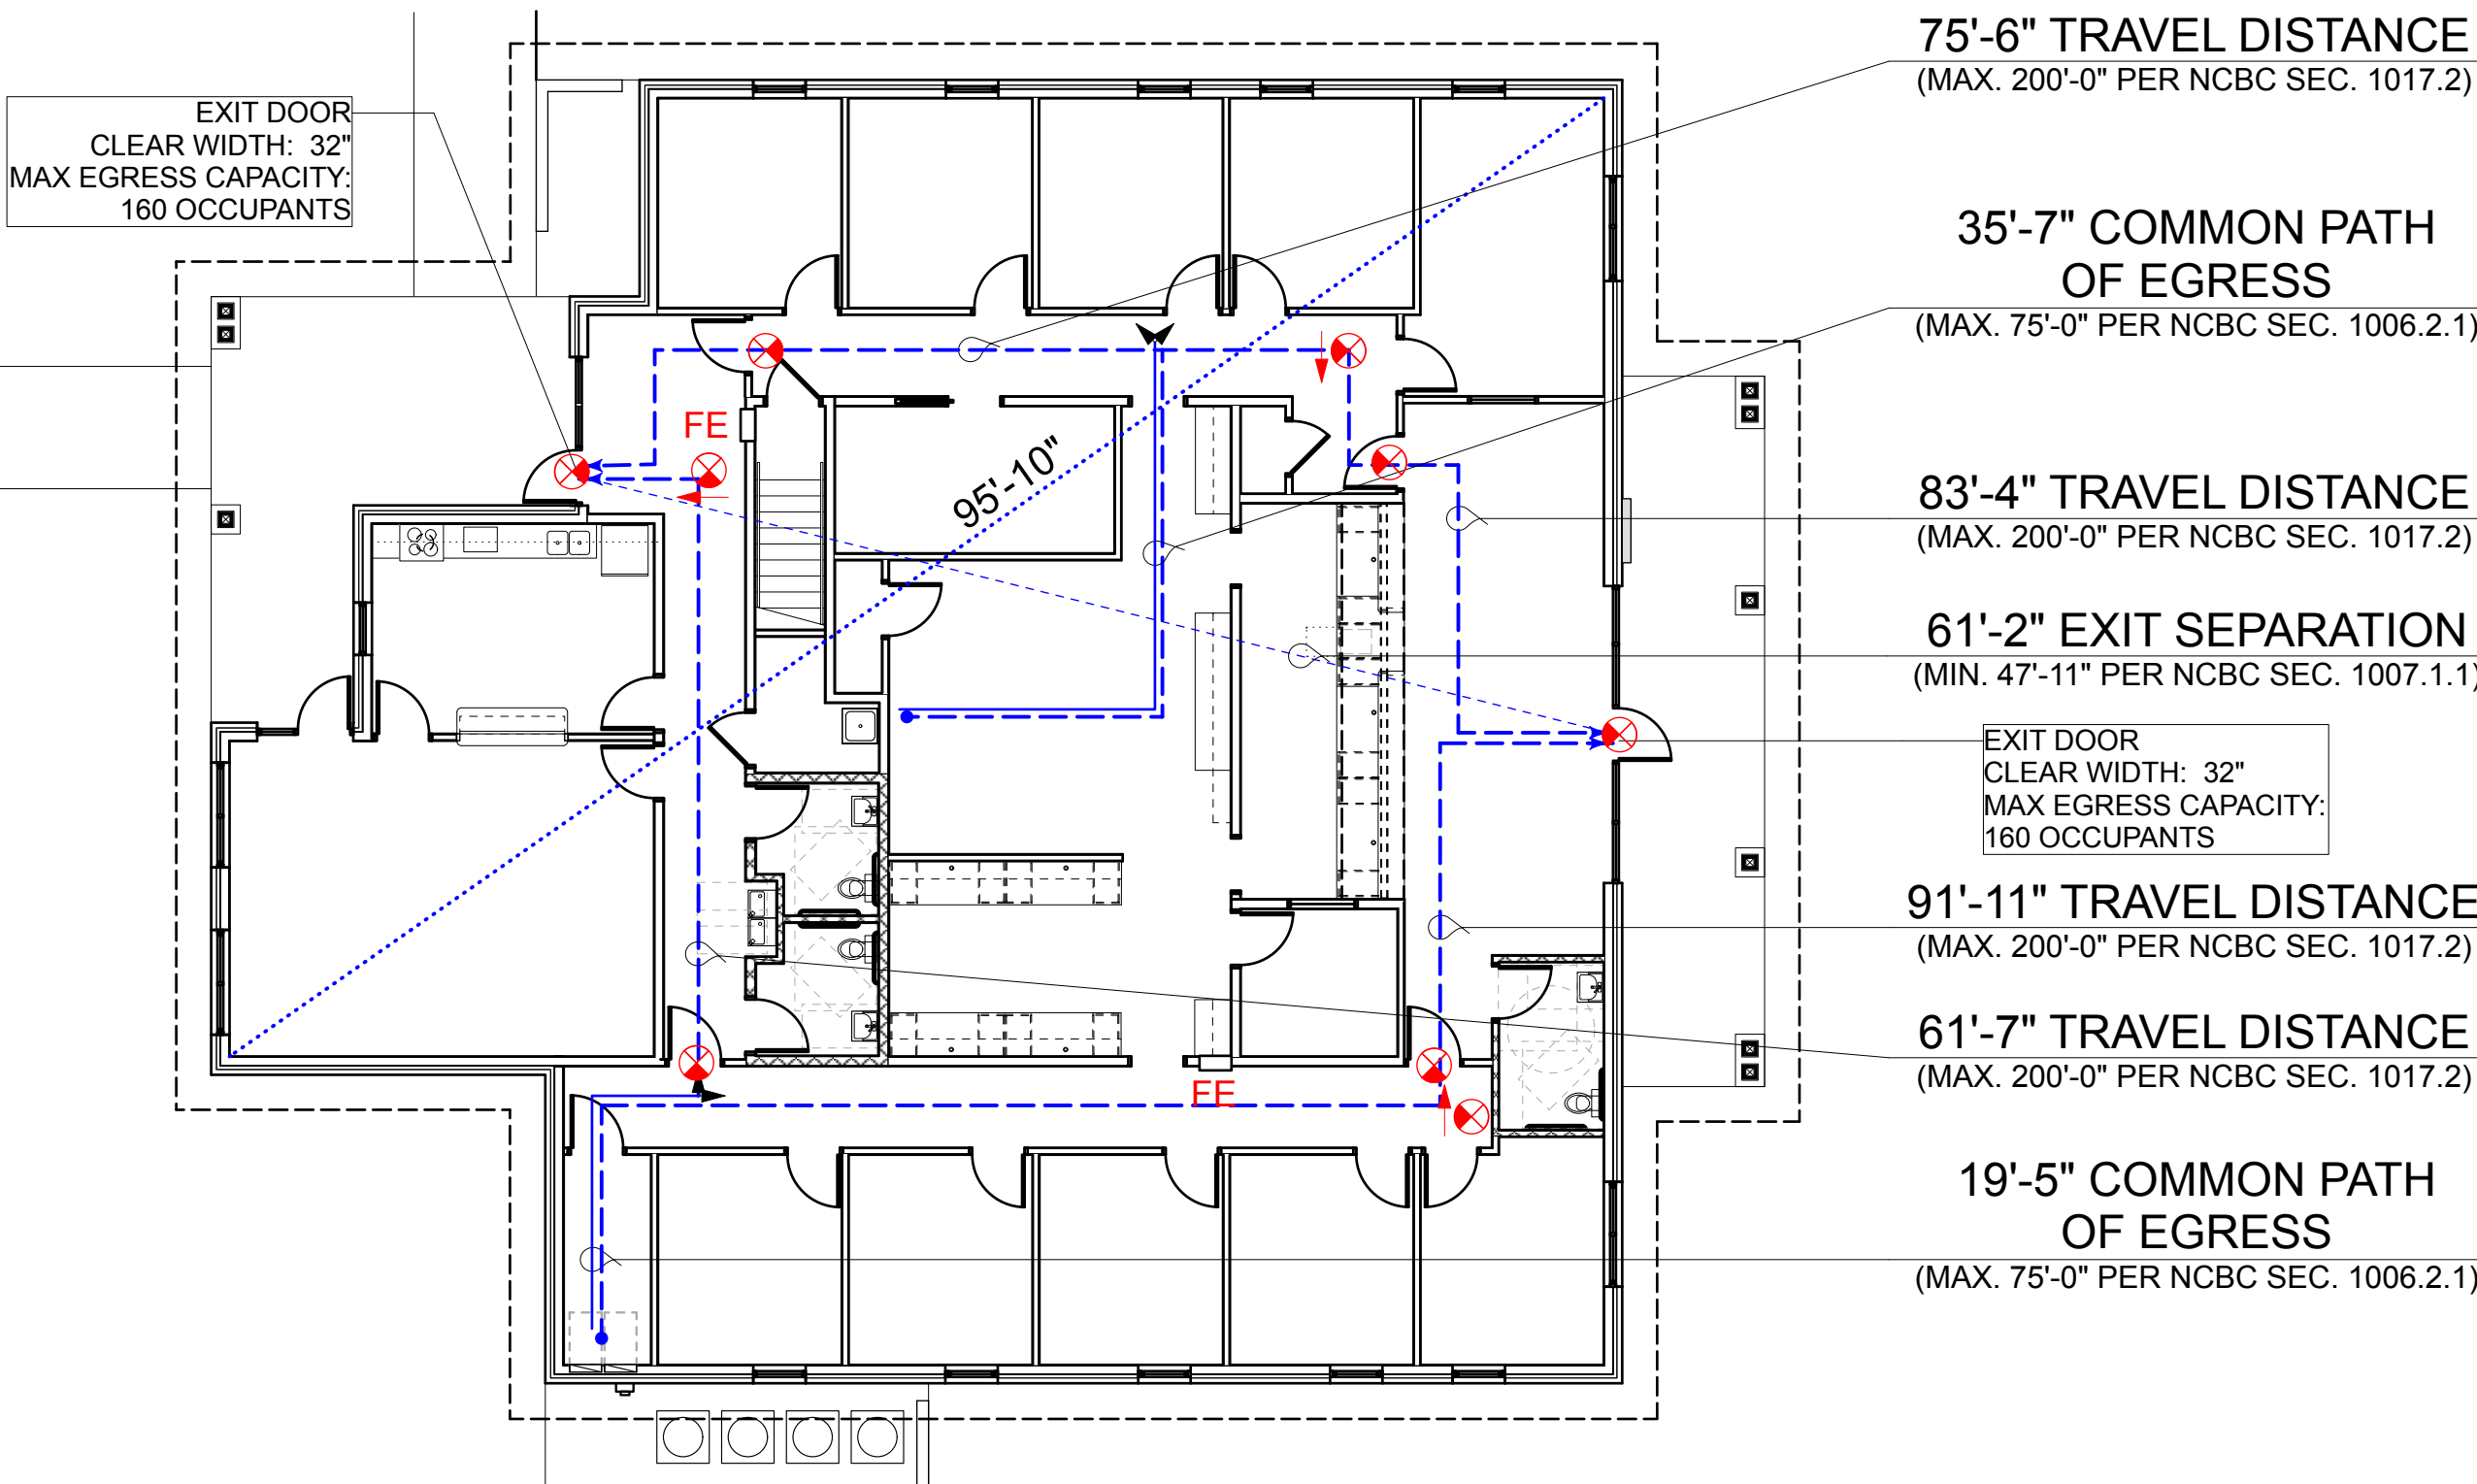 EXIT DOOR
CLEAR WIDTH: 32"
MAX EGRESS CAPACITY:
160 OCCUPANTS
75'-6" TRAVEL DISTANCE
(MAX. 200'-0" PER NCBC SEC. 1017.2)
35'-7" COMMON PATH
OF EGRESS
(MAX. 75'-0" PER NCBC SEC. 1006.2.1)
FE
95'-10"
83'-4" TRAVEL DISTANCE
(MAX. 200'-0" PER NCBC SEC. 1017.2)
61'-2" EXIT SEPARATION
(MIN. 47'-11" PER NCBC SEC. 1007.1.1)
EXIT DOOR
CLEAR WIDTH: 32"
MAX EGRESS CAPACITY:
160 OCCUPANTS
91'-11" TRAVEL DISTANCE
(MAX. 200'-0" PER NCBC SEC. 1017.2)
61'-7" TRAVEL DISTANCE
(MAX. 200'-0" PER NCBC SEC. 1017.2)
FE
19'-5" COMMON PATH
OF EGRESS
(MAX. 75'-0" PER NCBC SEC. 1006.2.1)